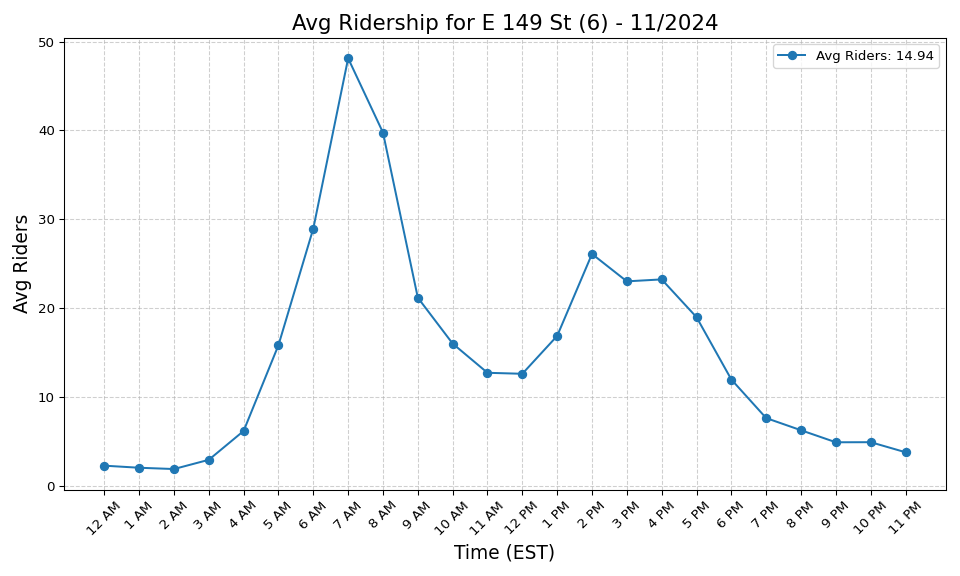 Avg Ridership for E 149 St (6) - 11/2024
Avg Riders: 14.94
Avg Riders
50
40
30
20
10
0
12 AM
1 AM
2 AM
3 AM
4 AM
5 AM
6 AM
7 AM
8 AM
9 AM
10 AM
11 AM
12 PM
1 PM
2 PM
3 PM
4 PM
5 PM
6 PM
7 PM
8 PM
9 PM
10 PM
11 PM
Time (EST)